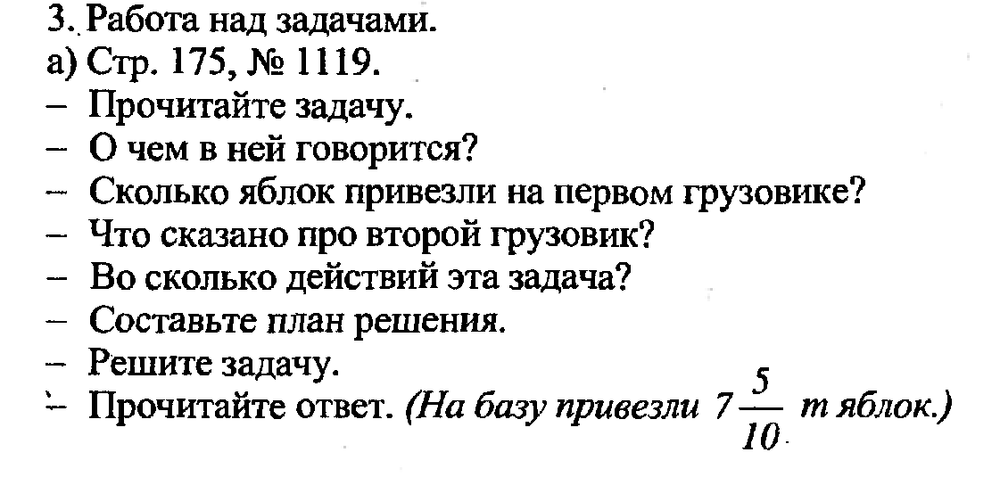 3. Работа над задачами.
а) Стр. 175, № 1119.
– Прочитайте задачу.
– О чем в ней говорится?
– Сколько яблок привезли на первом грузовике?
– Что сказано про второй грузовик?
– Во сколько действий эта задача?
– Составьте план решения.
– Решите задачу.
– Прочитайте ответ. (На базу привезли 7 5/10 т яблок.)